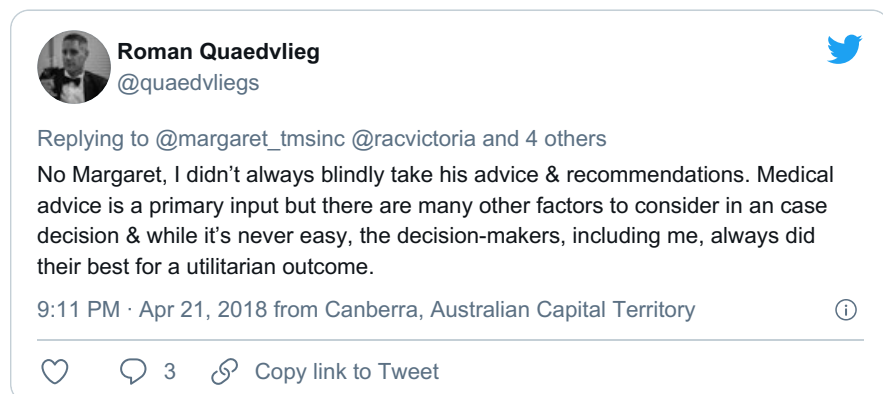 Roman Quaedvlieg
@quaedvliegs
Replying to @margaret_tmsinc @racvictoria and 4 others
No Margaret, I didn’t always blindly take his advice & recommendations. Medical
advice is a primary input but there are many other factors to consider in an case
decision & while it’s never easy, the decision-makers, including me, always did
their best for a utilitarian outcome.
9:11 PM · Apr 21, 2018 from Canberra, Australian Capital Territory
3 Copy link to Tweet